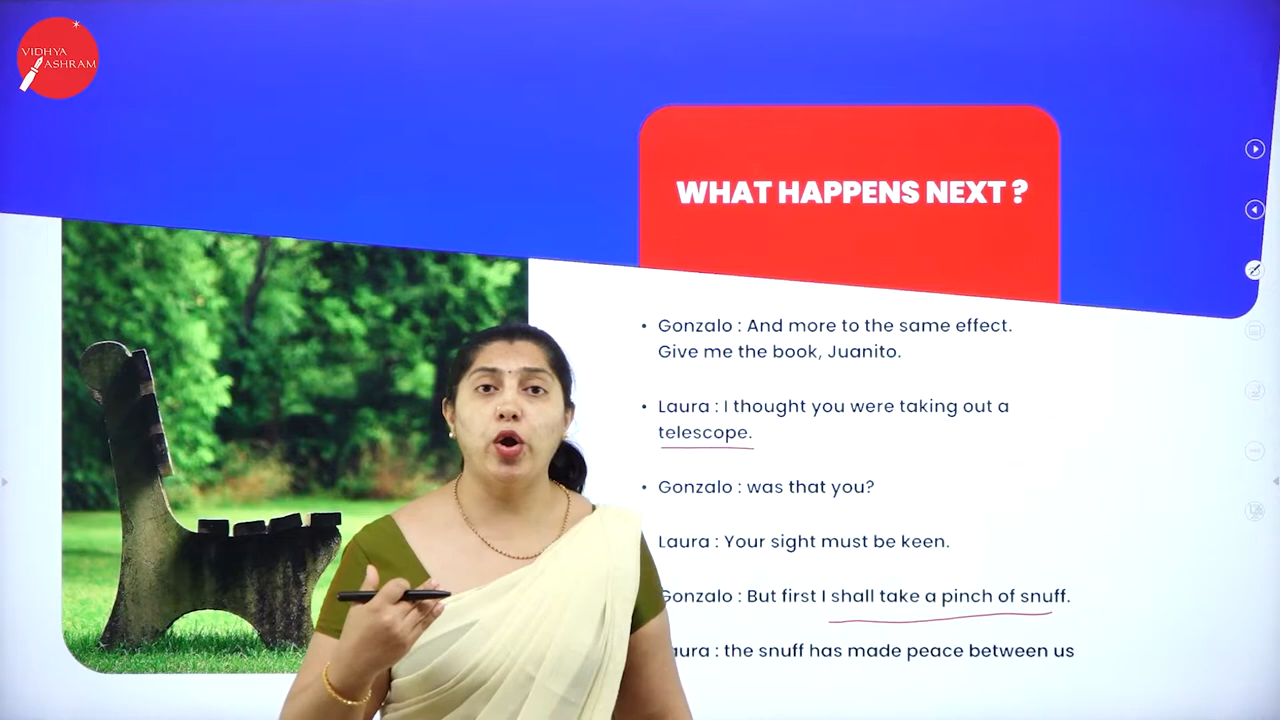 VIDHYA
ASHRAM
WHAT HAPPENS NEXT ?
• Gonzalo : And more to the same effect.
Give me the book, Juanito.
• Laura : I thought you were taking out a
telescope.
• Gonzalo : was that you?
Laura : Your sight must be keen.
Gonzalo : But first I shall take a pinch of snuff.
aura : the snuff has made peace between us